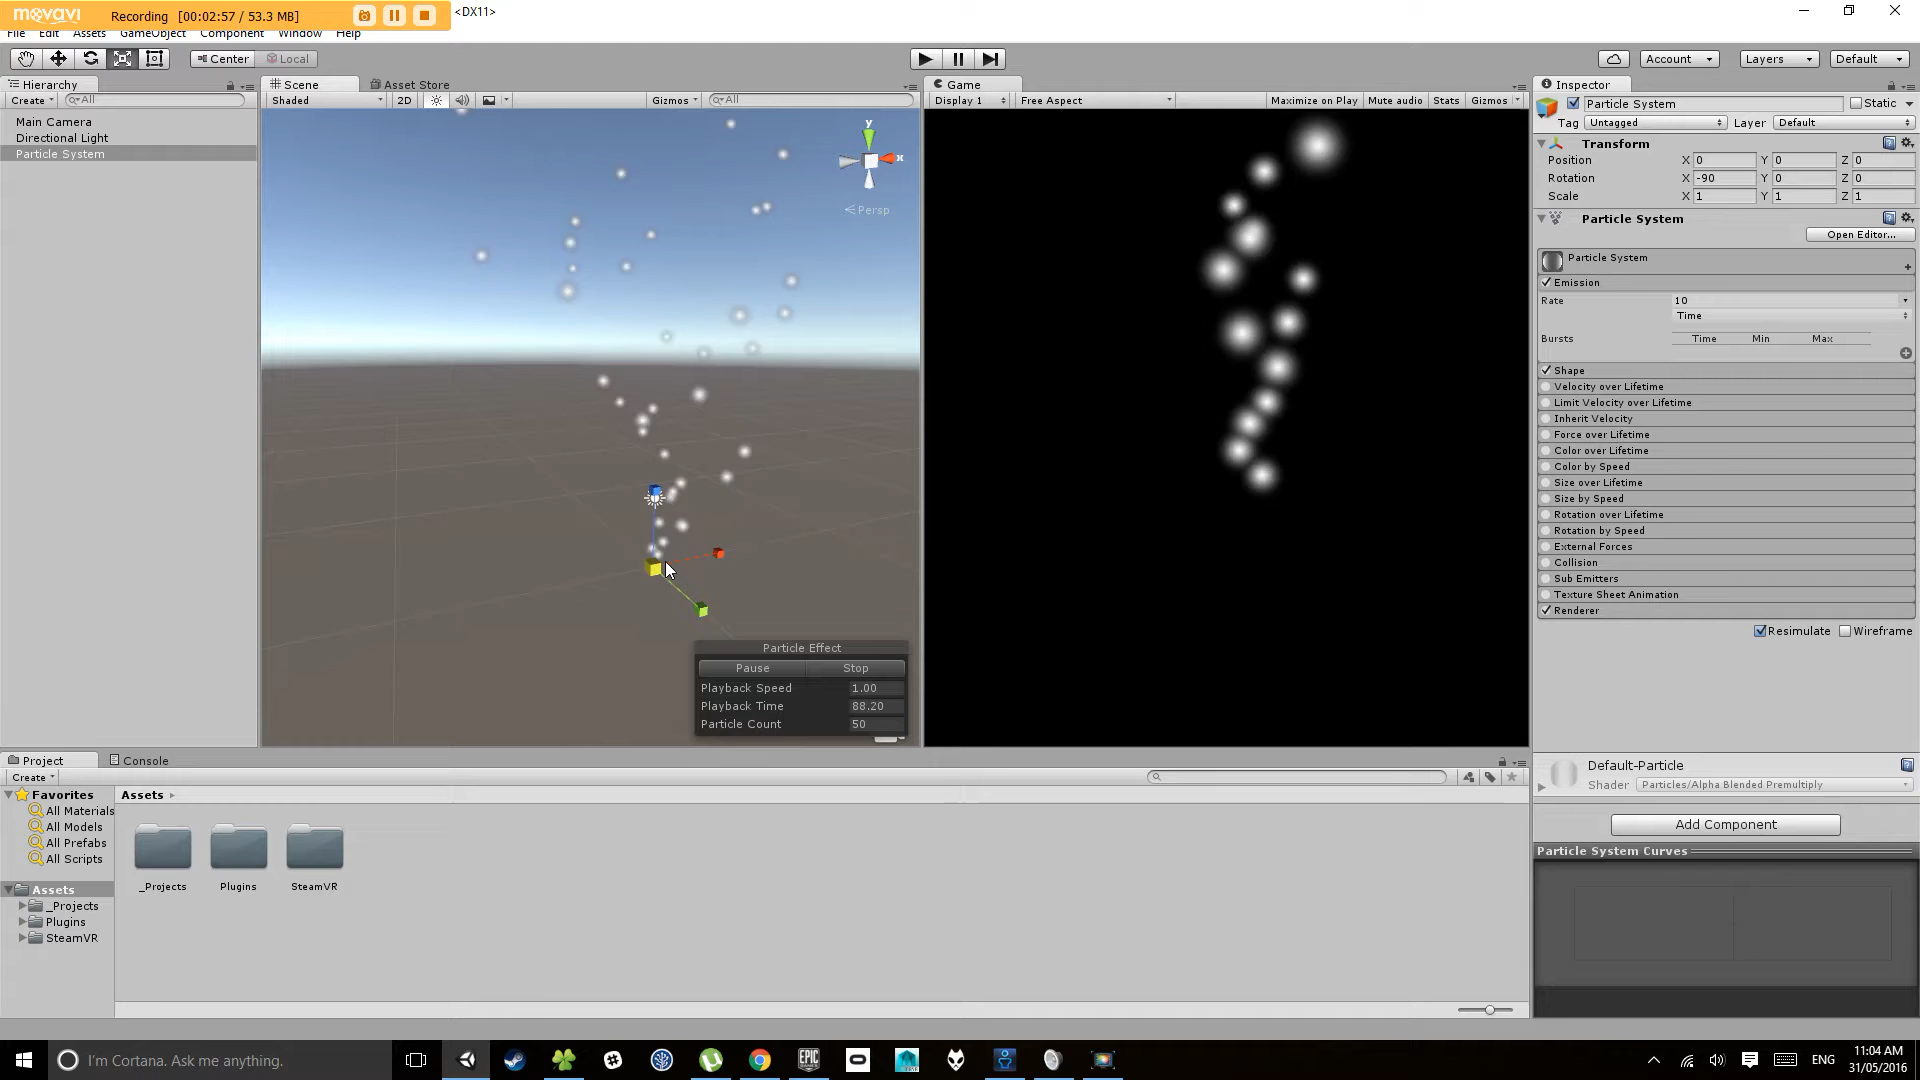 movavi
Recording [00:02:57 / 53.3 MB]
<DX11>
File Edit Assets GameObject Component Window Help
Center Local
Account Layers Default
Hierarchy
Create All
Main Camera
Directional Light
Particle System
Scene Asset Store
Shaded 2D Gizmos All
y
x
Persp
Particle Effect
Pause Stop
Playback Speed 1.00
Playback Time 88.20
Particle Count 50
Game
Display 1 Free Aspect Maximize on Play Mute audio Stats Gizmos
Inspector
Particle System Static
Tag Untagged Layer Default
Transform
Position X 0 Y 0 Z 0
Rotation X -90 Y 0 Z 0
Scale X 1 Y 1 Z 1
Particle System
Open Editor...
Particle System
Emission
Rate 10
Time
Bursts Time Min Max
Shape
Velocity over Lifetime
Limit Velocity over Lifetime
Inherit Velocity
Force over Lifetime
Color over Lifetime
Color by Speed
Size over Lifetime
Size by Speed
Rotation over Lifetime
Rotation by Speed
External Forces
Collision
Sub Emitters
Texture Sheet Animation
Renderer
Resimulate Wireframe
Default-Particle
Shader Particles/Alpha Blended Premultiply
Add Component
Particle System Curves
Project Console
Create
Favorites
All Materials
All Models
All Prefabs
All Scripts
Assets
_Projects
Plugins
SteamVR
Assets
_Projects Plugins SteamVR
I'm Cortana. Ask me anything.
EPIC
ENG
11:04 AM
31/05/2016